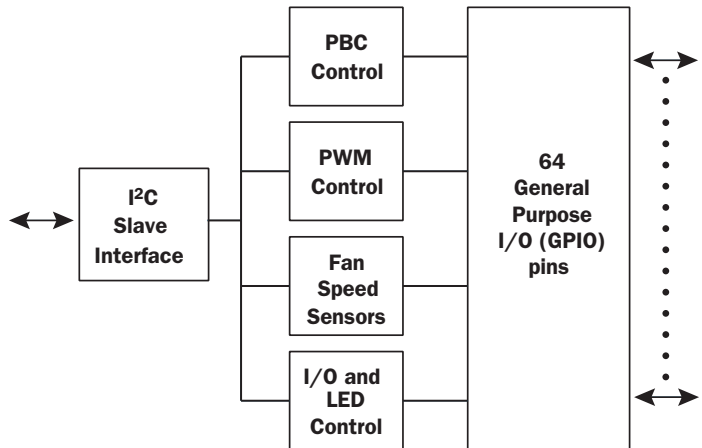 PBC
Control
PWM
Control
I²C
Slave
Interface
Fan
Speed
Sensors
I/O and
LED
Control
64
General
Purpose
I/O (GPIO)
pins